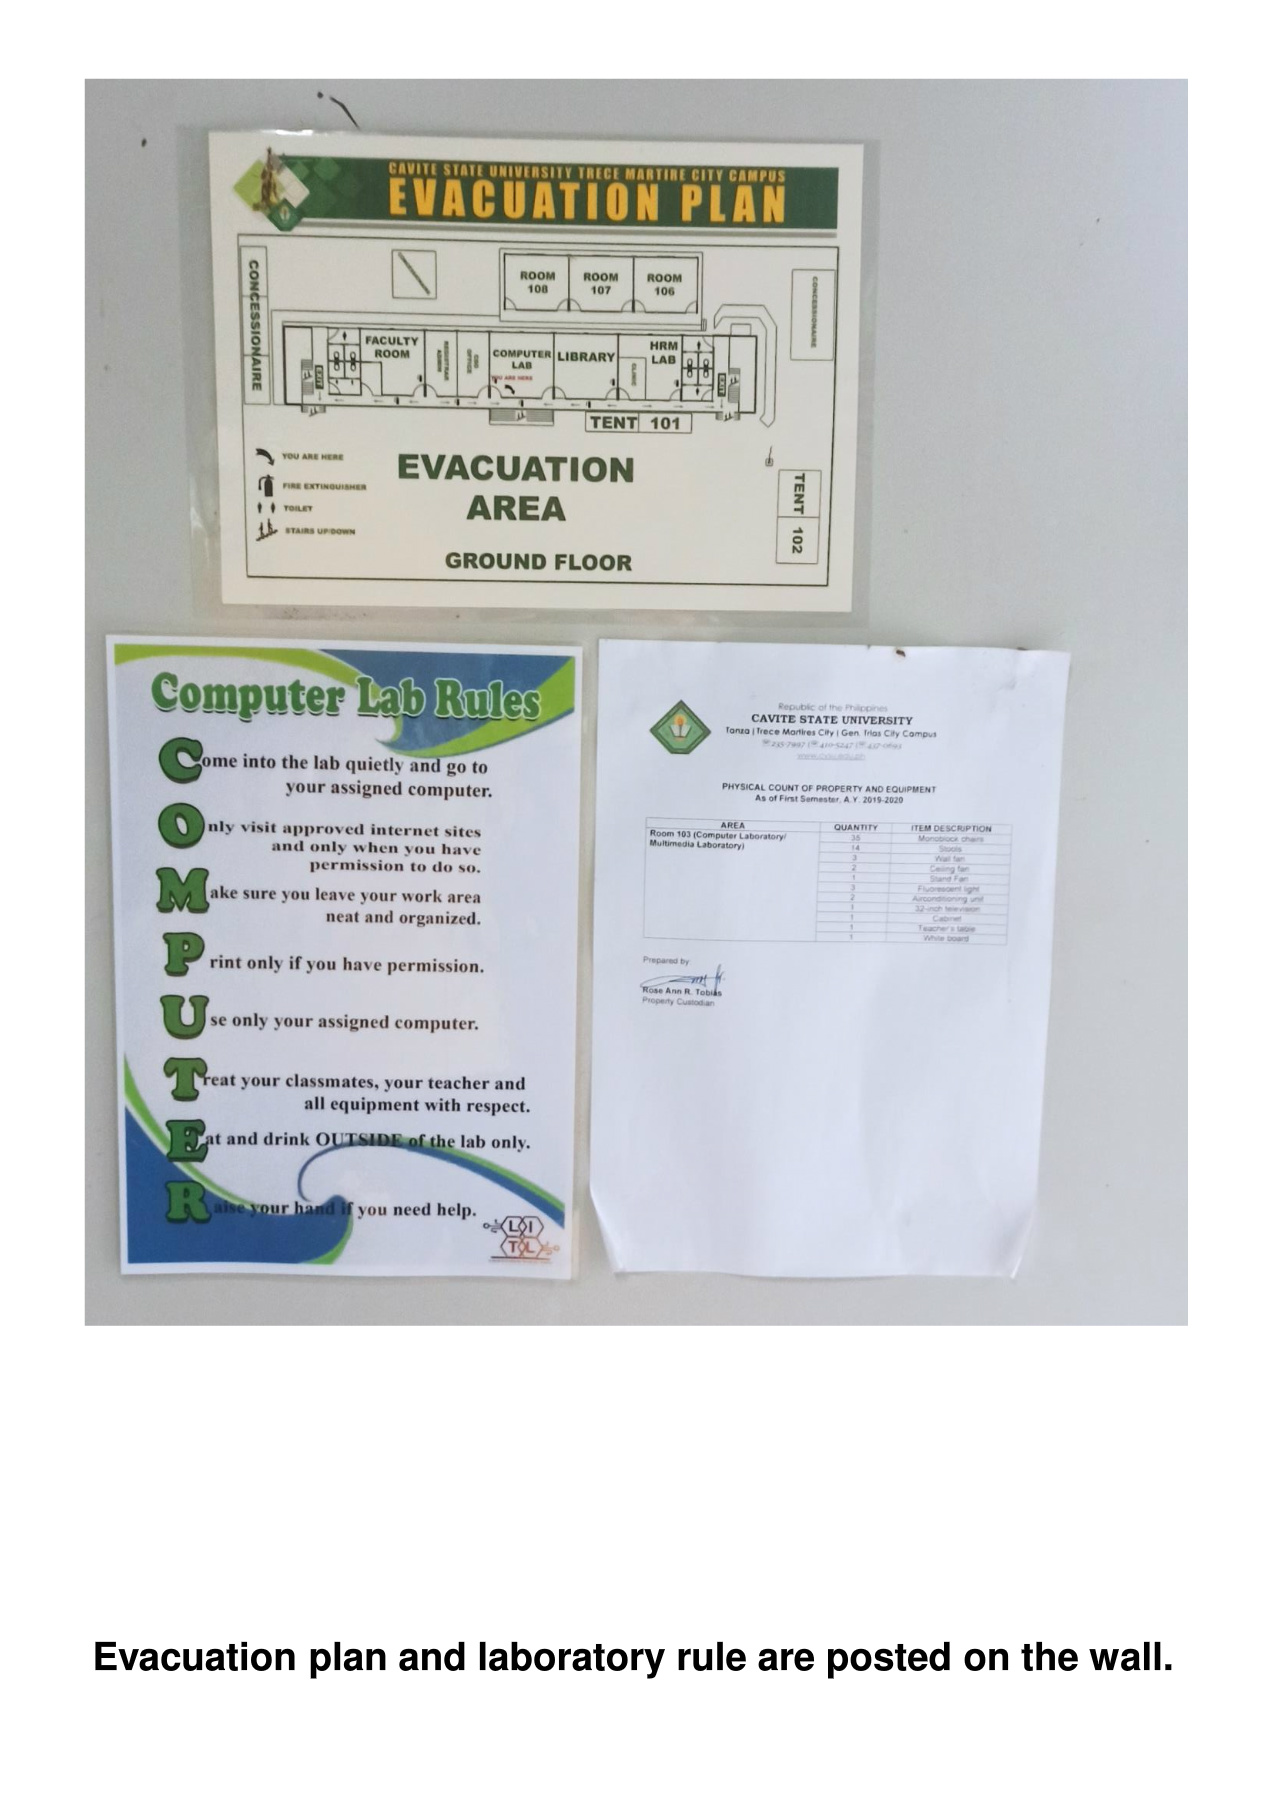 CAVITE STATE UNIVERSITY TRECE MARTIRE CITY CAMPUS
EVACUATION PLAN
CONCESSIONAIRE
ROOM 108
ROOM 107
ROOM 106
CONCESSIONAIRE
FACULTY ROOM
COMPUTER LAB
YOU ARE HERE
LIBRARY
CLINIC
HRM LAB
EXIT
EXIT
TENT 101
YOU ARE HERE
FIRE EXTINGUISHER
TOILET
STAIRS UP/DOWN
EVACUATION
AREA
GROUND FLOOR
TENT 102
Computer Lab Rules
Come into the lab quietly and go to
your assigned computer.
Only visit approved internet sites
and only when you have
permission to do so.
Make sure you leave your work area
neat and organized.
Print only if you have permission.
Use only your assigned computer.
Treat your classmates, your teacher and
all equipment with respect.
Eat and drink OUTSIDE of the lab only.
Raise your hand if you need help.
LOI
TOL
Republic of the Philippines
CAVITE STATE UNIVERSITY
Tanza | Trece Martires City | Gen. Trias City Campus
PHYSICAL COUNT OF PROPERTY AND EQUIPMENT
As of First Semester, A.Y. 2019-2020
AREA QUANTITY ITEM DESCRIPTION
Room 103 (Computer Laboratory/
Multimedia Laboratory)
35 Monoblock chairs
14 Stools
3 Wall fan
2 Ceiling fan
1 Stand Fan
3 Fluorescent light
2 Airconditioning unit
1 32-inch television
1 Cabinet
1 Teacher's table
1 White board
Prepared by
Rose Ann R. Tobias
Property Custodian
Evacuation plan and laboratory rule are posted on the wall.